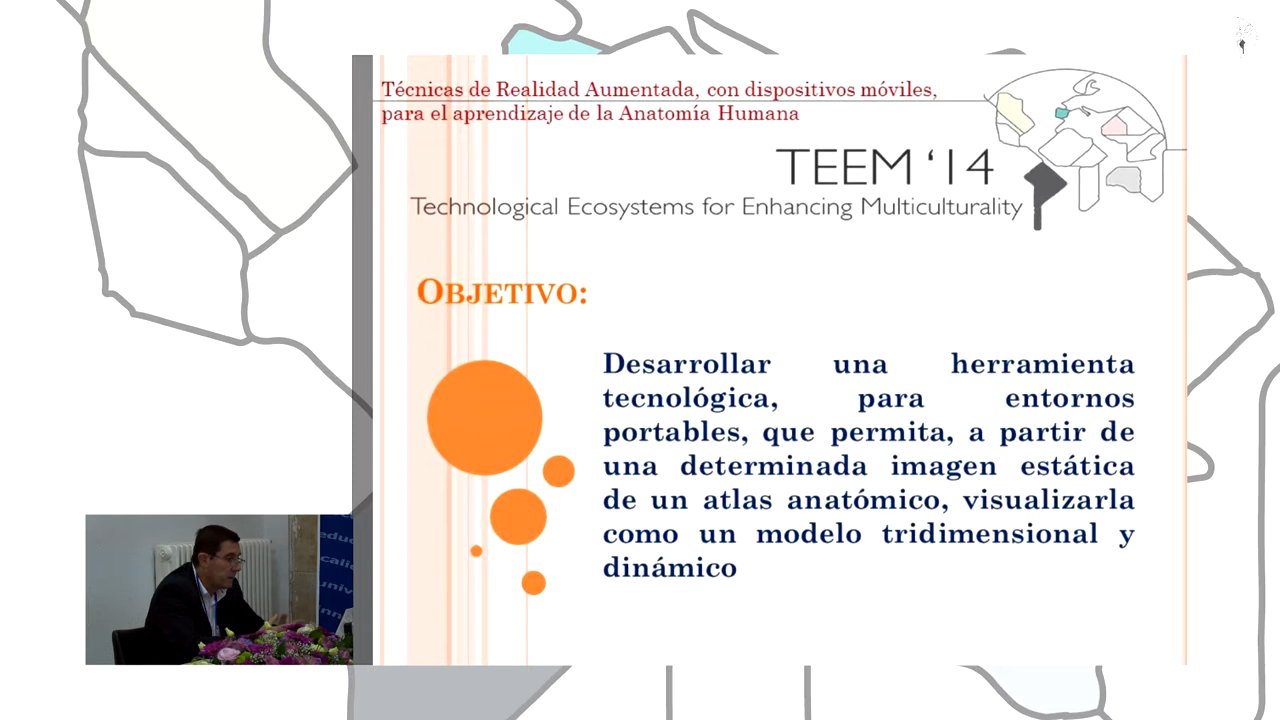 Técnicas de Realidad Aumentada, con dispositivos móviles,
para el aprendizaje de la Anatomía Humana
TEEM ‘14
Technological Ecosystems for Enhancing Multiculturality
OBJETIVO:
Desarrollar una herramienta
tecnológica, para entornos
portables, que permita, a partir de
una determinada imagen estática
de un atlas anatómico, visualizarla
como un modelo tridimensional y
dinámico